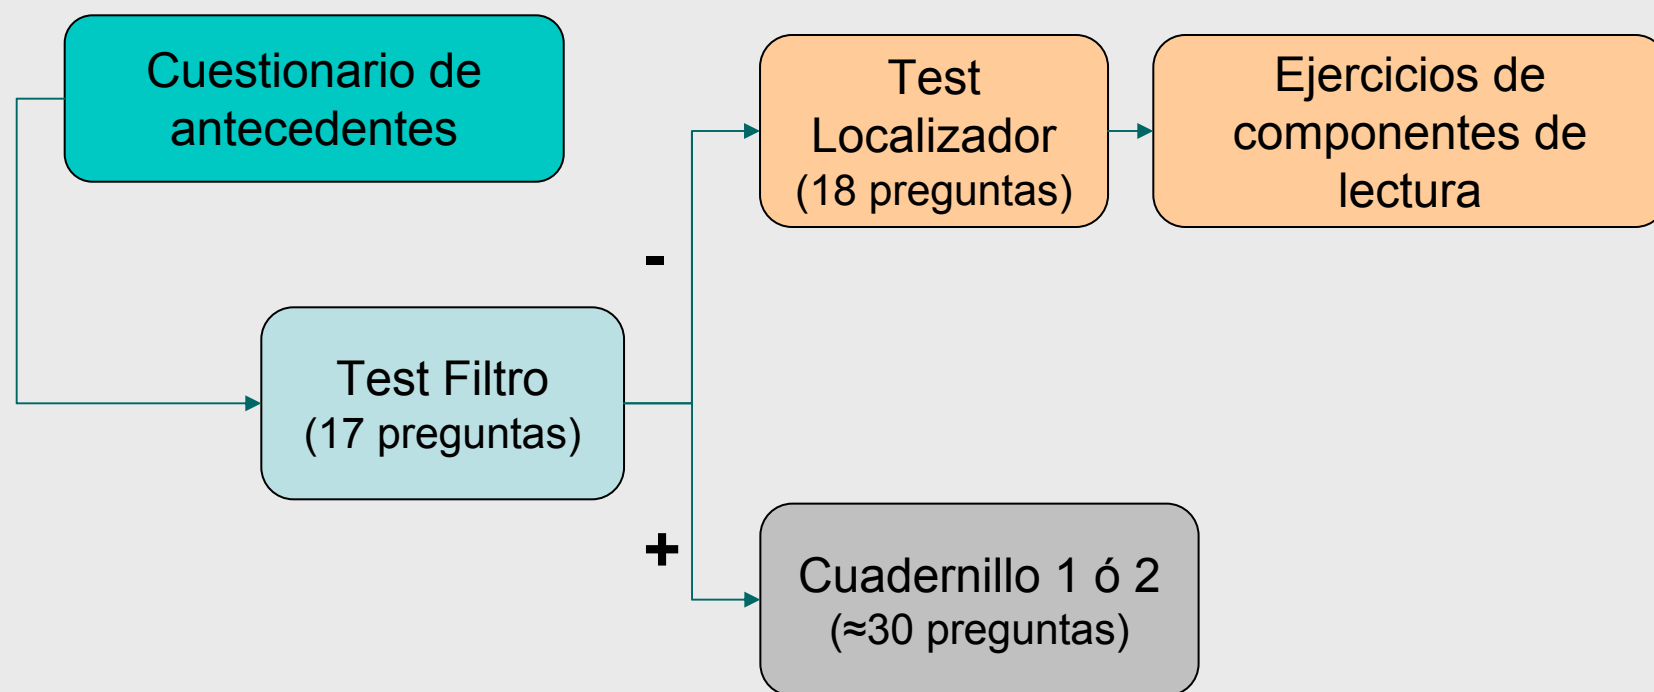 Cuestionario de
antecedentes
Test
Localizador
(18 preguntas)
Ejercicios de
componentes de
lectura
-
Test Filtro
(17 preguntas)
+
Cuadernillo 1 ó 2
(≈30 preguntas)